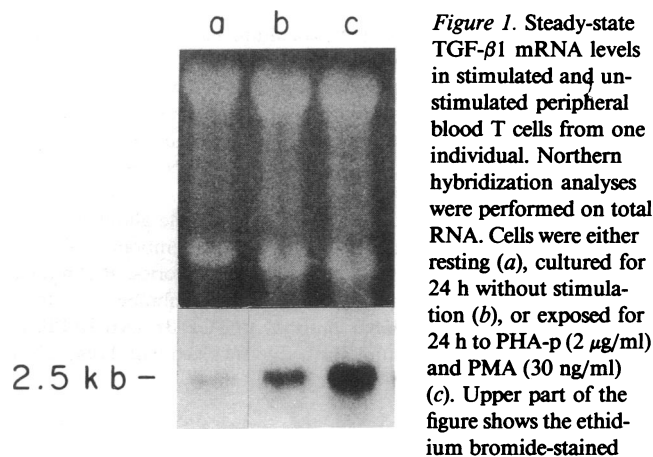 a b c
2.5 kb -
Figure 1. Steady-state
TGF-β1 mRNA levels
in stimulated and un-
stimulated peripheral
blood T cells from one
individual. Northern
hybridization analyses
were performed on total
RNA. Cells were either
resting (a), cultured for
24 h without stimula-
tion (b), or exposed for
24 h to PHA-p (2 μg/ml)
and PMA (30 ng/ml)
(c). Upper part of the
figure shows the ethid-
ium bromide-stained